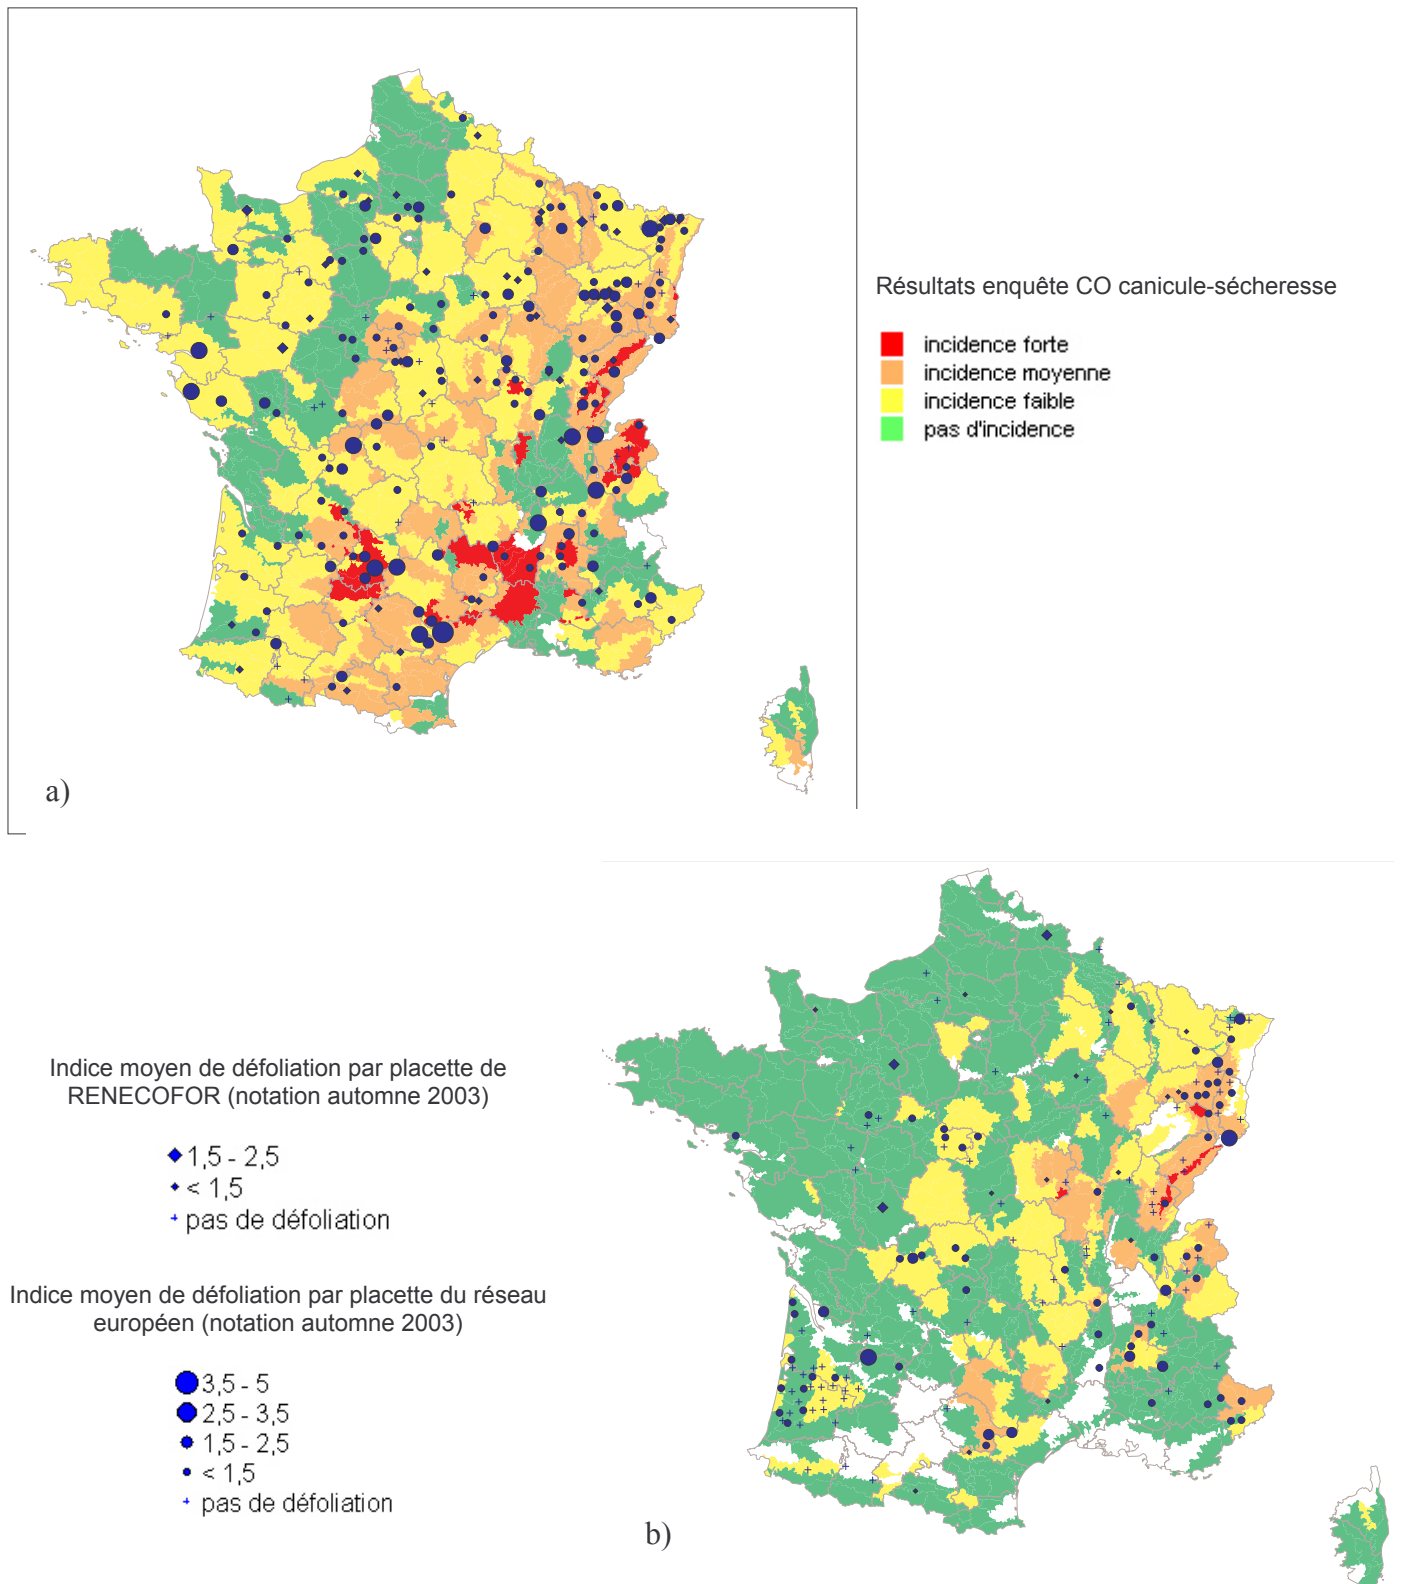 Résultats enquête CO canicule-sécheresse
incidence forte
incidence moyenne
incidence faible
pas d'incidence
a)
Indice moyen de défoliation par placette de
RENECOFOR (notation automne 2003)
1,5 - 2,5
< 1,5
pas de défoliation
Indice moyen de défoliation par placette du réseau
européen (notation automne 2003)
3,5 - 5
2,5 - 3,5
1,5 - 2,5
< 1,5
pas de défoliation
b)